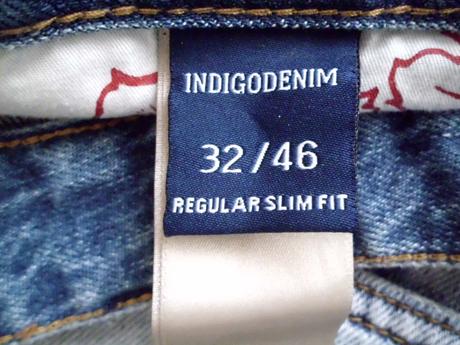 INDIGODENIM
32/46
REGULAR SLIM FIT